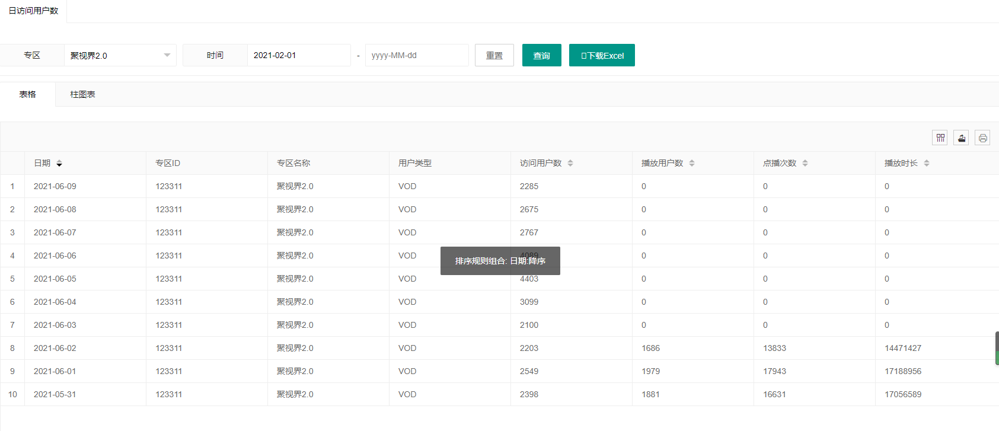 日访问用户数
专区 聚视界2.0 时间 2021-02-01 - yyyy-MM-dd 重置 查询 下载Excel
表格 柱图表
日期 专区ID 专区名称 用户类型 访问用户数 播放用户数 点播次数 播放时长
1 2021-06-09 123311 聚视界2.0 VOD 2285 0 0 0
2 2021-06-08 123311 聚视界2.0 VOD 2675 0 0 0
3 2021-06-07 123311 聚视界2.0 VOD 2767 0 0 0
4 2021-06-06 123311 聚视界2.0 VOD 4089 0 0 0
排序规则组合: 日期:降序
5 2021-06-05 123311 聚视界2.0 VOD 4403 0 0 0
6 2021-06-04 123311 聚视界2.0 VOD 3099 0 0 0
7 2021-06-03 123311 聚视界2.0 VOD 2100 0 0 0
8 2021-06-02 123311 聚视界2.0 VOD 2203 1686 13833 14471427
9 2021-06-01 123311 聚视界2.0 VOD 2549 1979 17943 17188956
10 2021-05-31 123311 聚视界2.0 VOD 2398 1881 16631 17056589